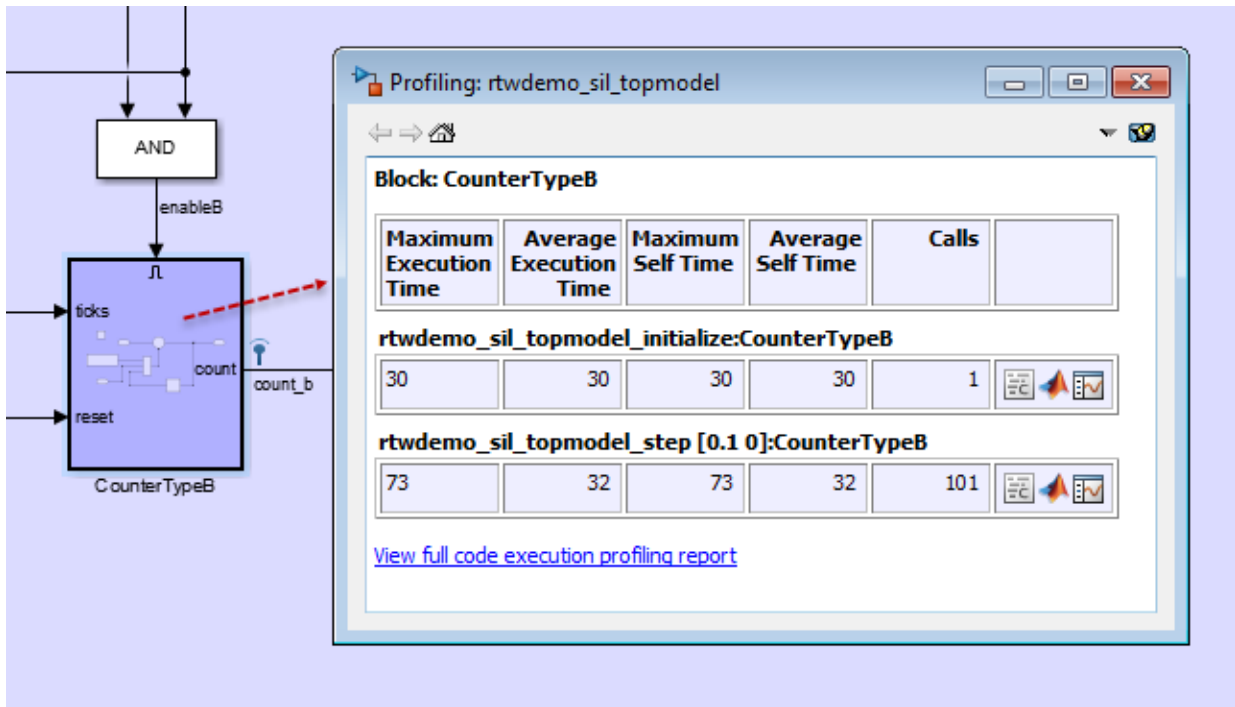 Profiling: rtwdemo_sil_topmodel
AND
enableB
ticks
count
reset
count_b
CounterTypeB
Block: CounterTypeB
Maximum Execution Time
Average Execution Time
Maximum Self Time
Average Self Time
Calls
rtwdemo_sil_topmodel_initialize:CounterTypeB
30 30 30 30 1
rtwdemo_sil_topmodel_step [0.1 0]:CounterTypeB
73 32 73 32 101
View full code execution profiling report